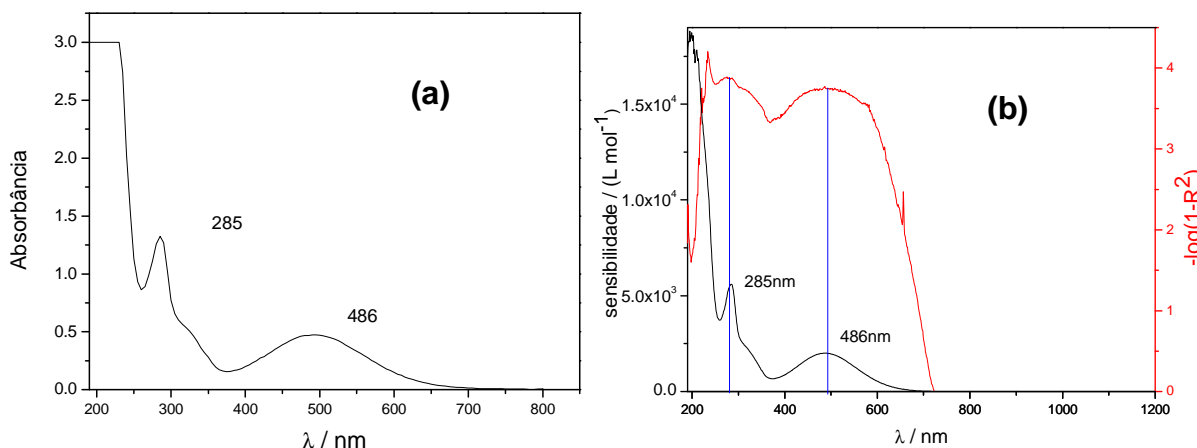 (a)
Absorbância
3.0
2.5
2.0
1.5
1.0
0.5
0.0
285
486
200 300 400 500 600 700 800
λ / nm
(b)
sensibilidade / (L mol⁻¹)
1.5x10⁴
1.0x10⁴
5.0x10³
0.0
285nm
486nm
200 400 600 800 1000 1200
λ / nm
4
3
2
1
0
-log(1-R²)